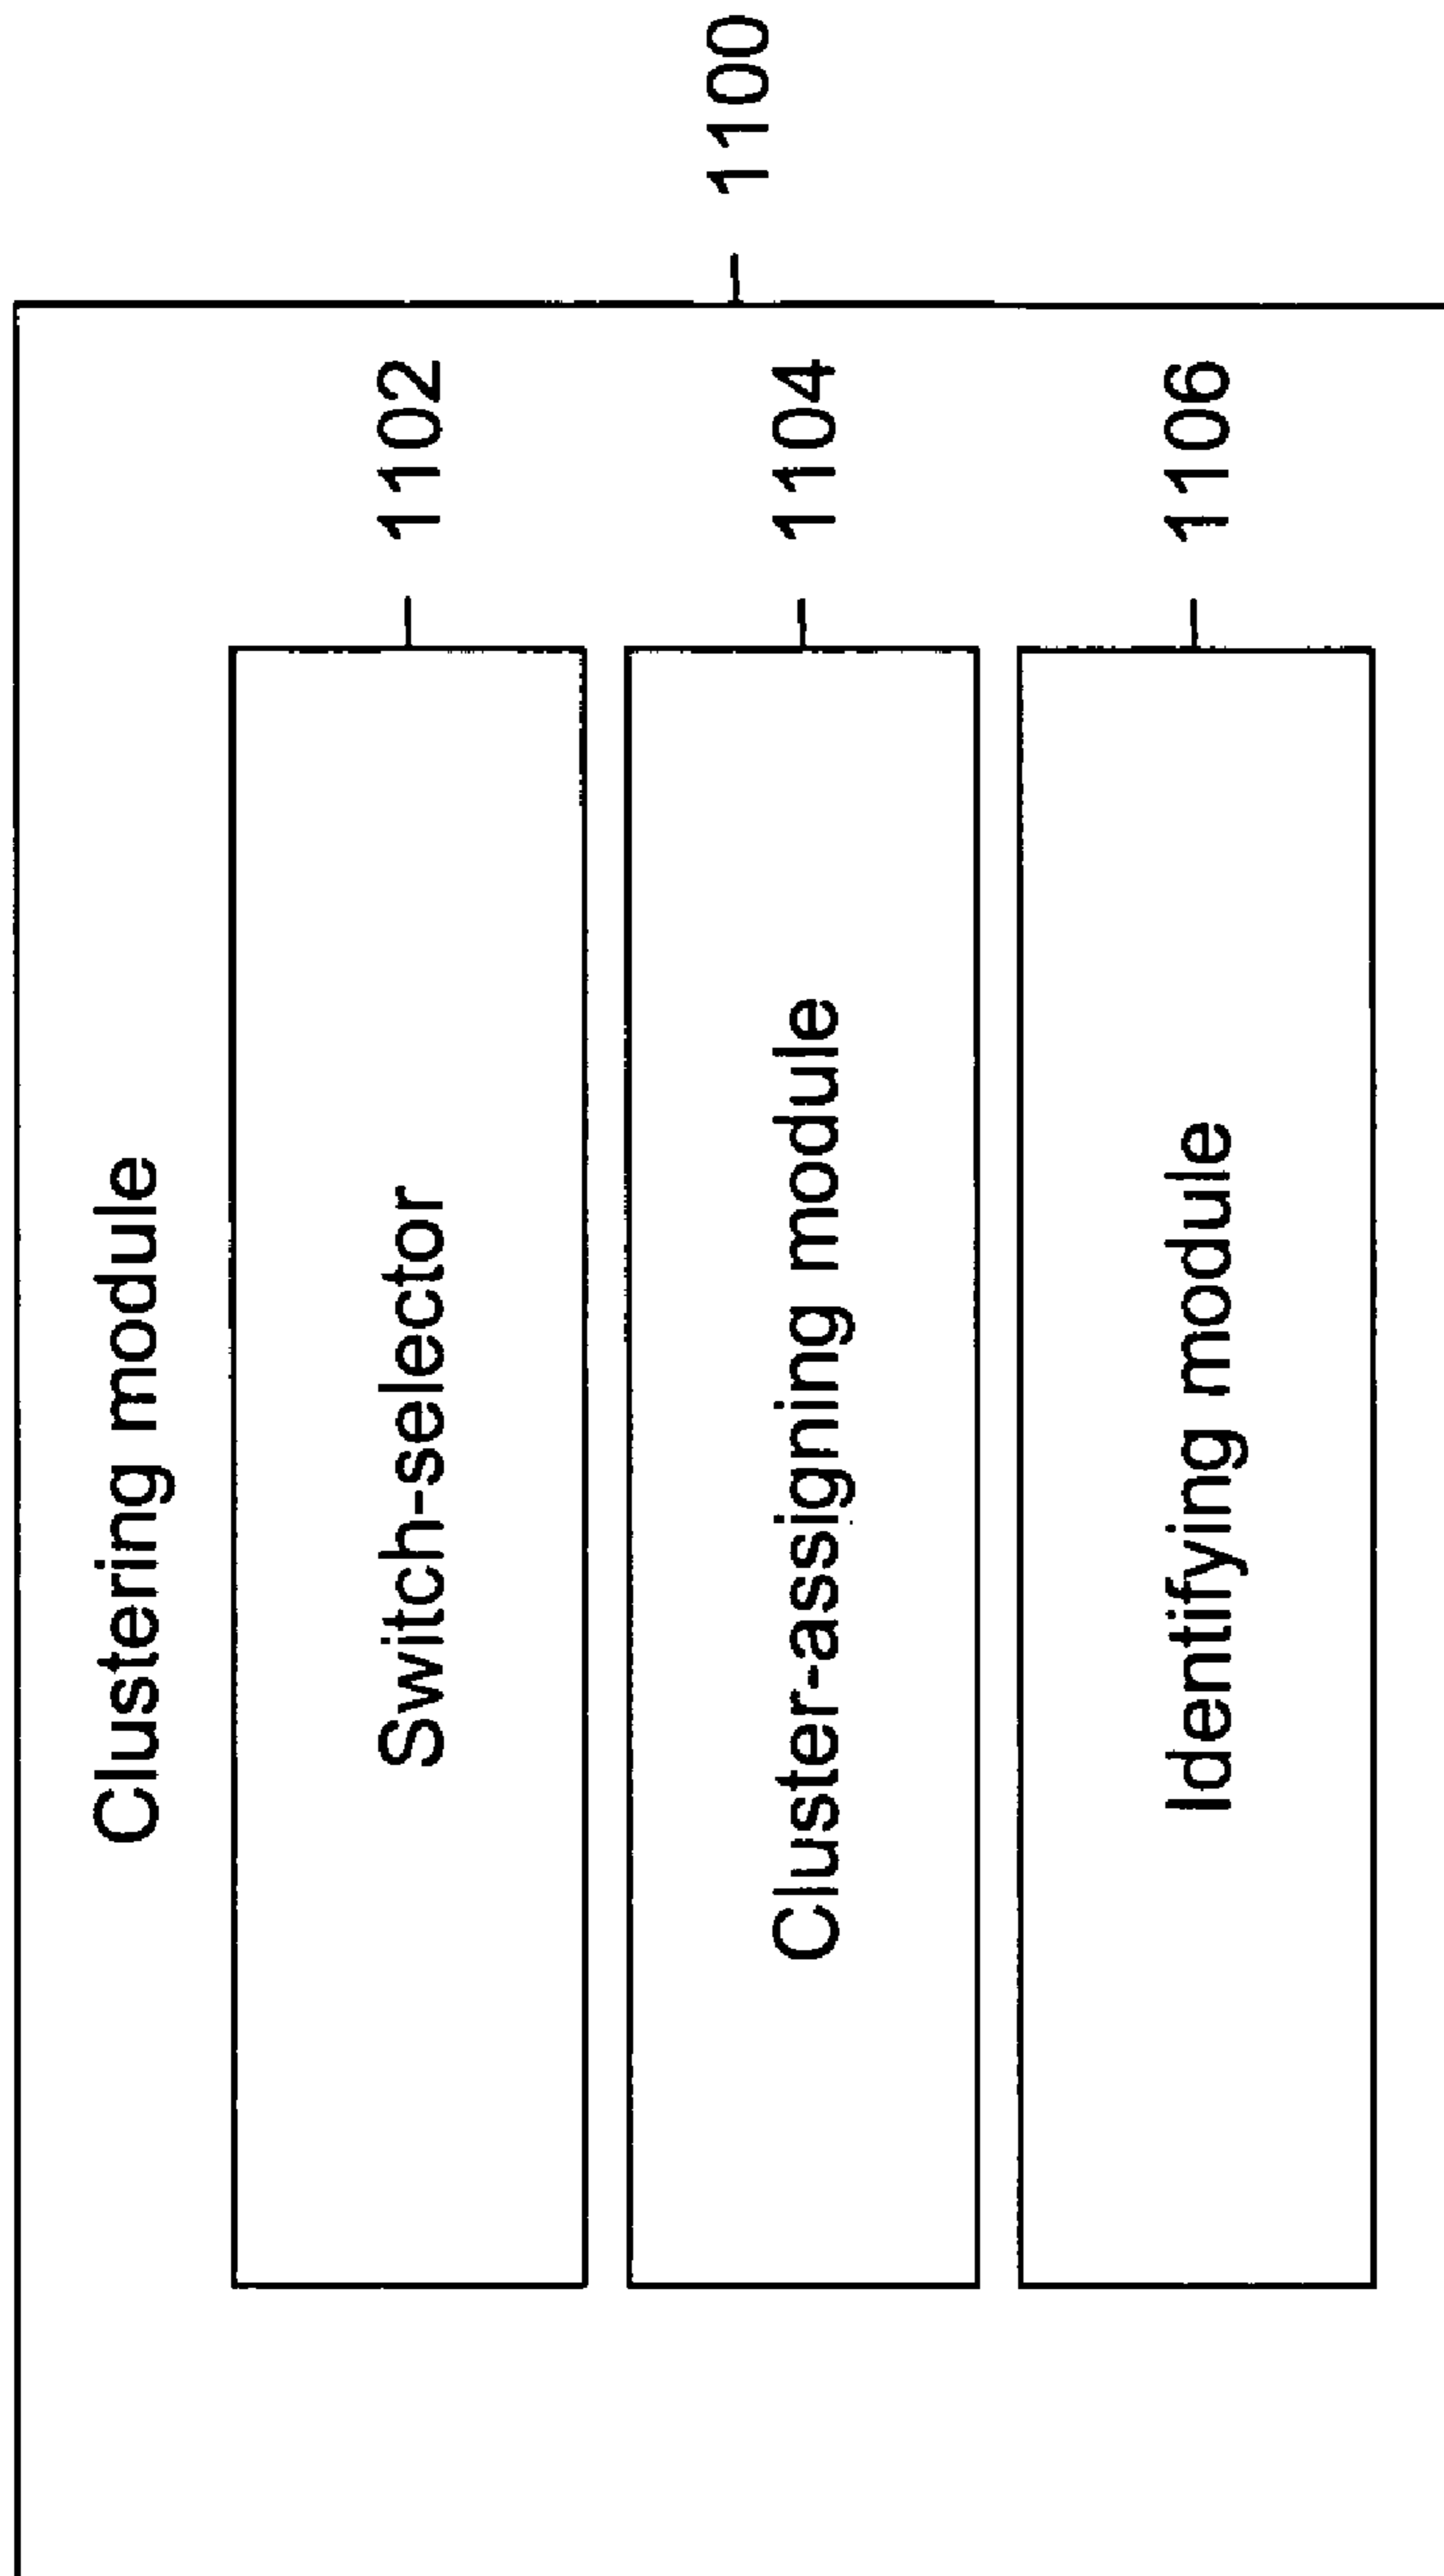 Clustering module
1100
Switch-selector
1102
Cluster-assigning module
1104
Identifying module
1106